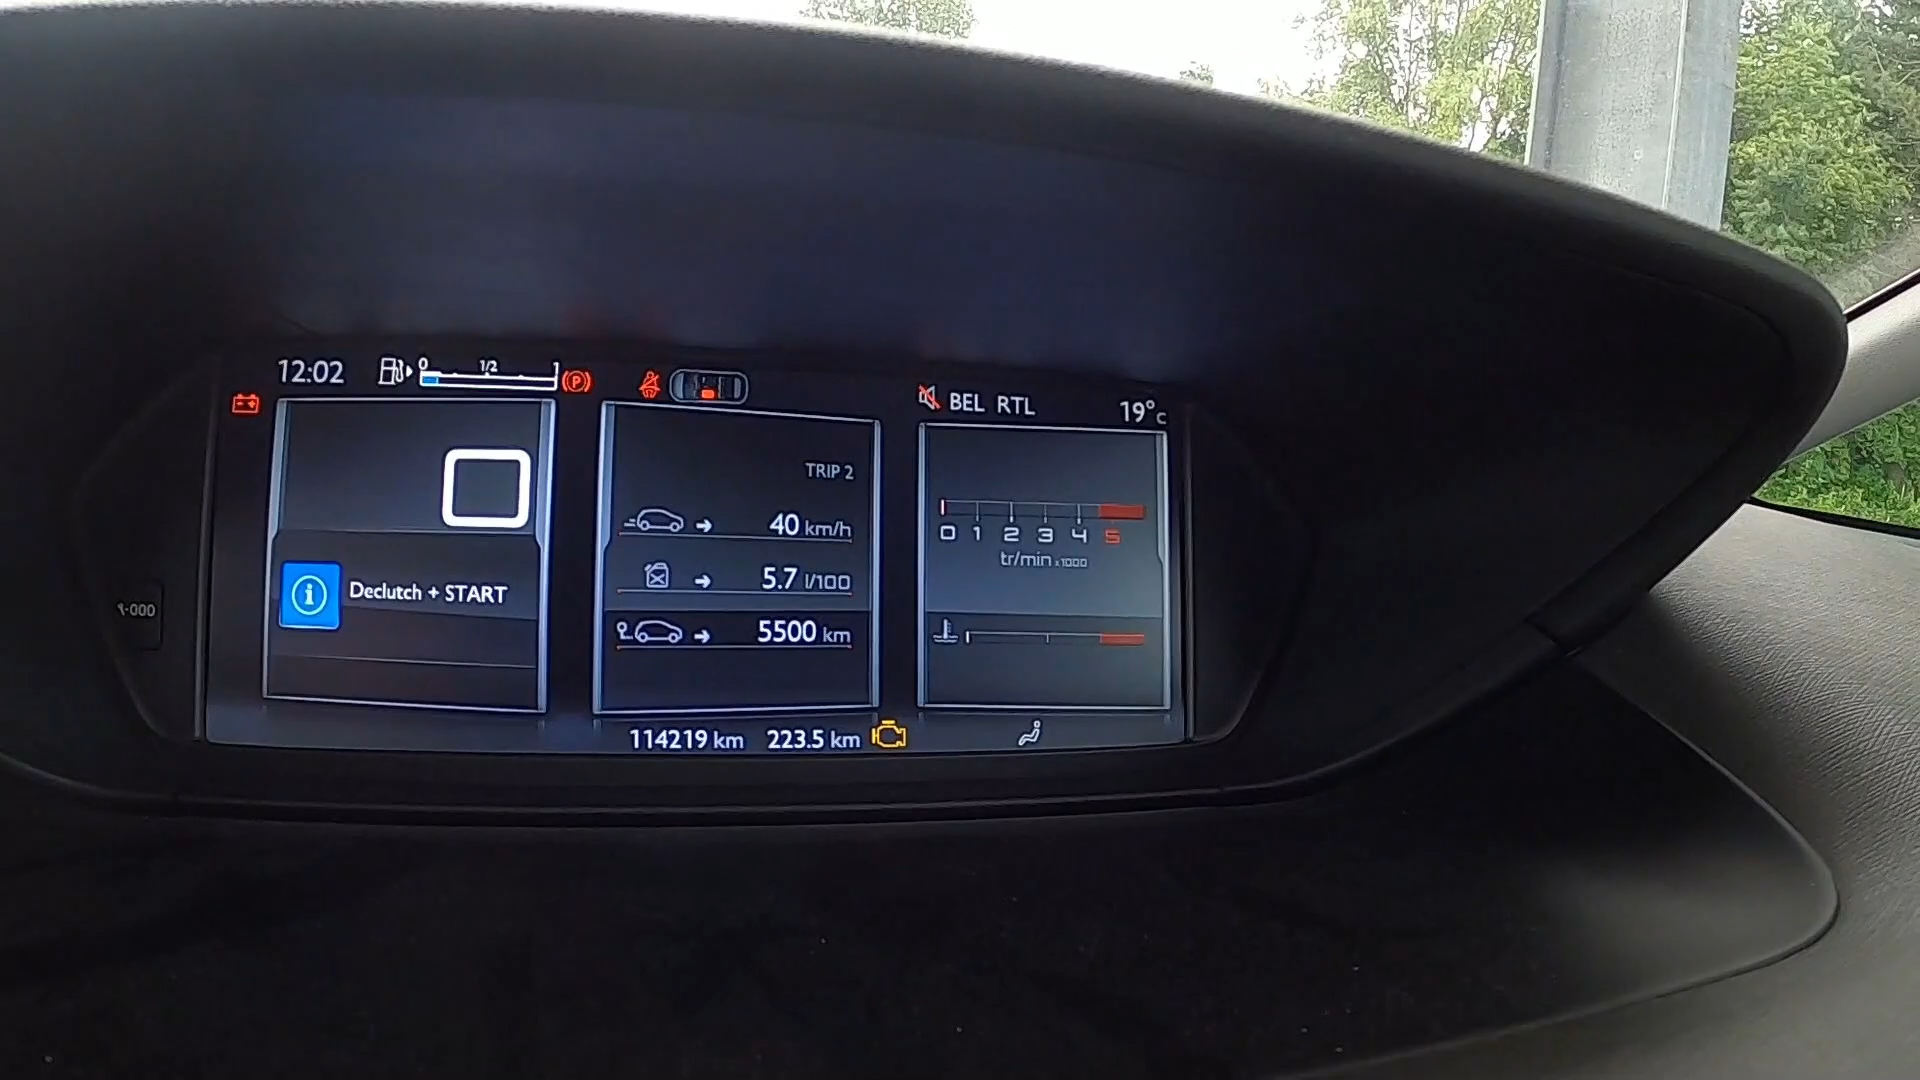 12:02
0 1/2 1
P
BEL RTL
19°C
TRIP 2
40 km/h
Declutch + START
5.7 l/100
5500 km
0 1 2 3 4 5
tr/min x1000
·000
114219 km 223.5 km